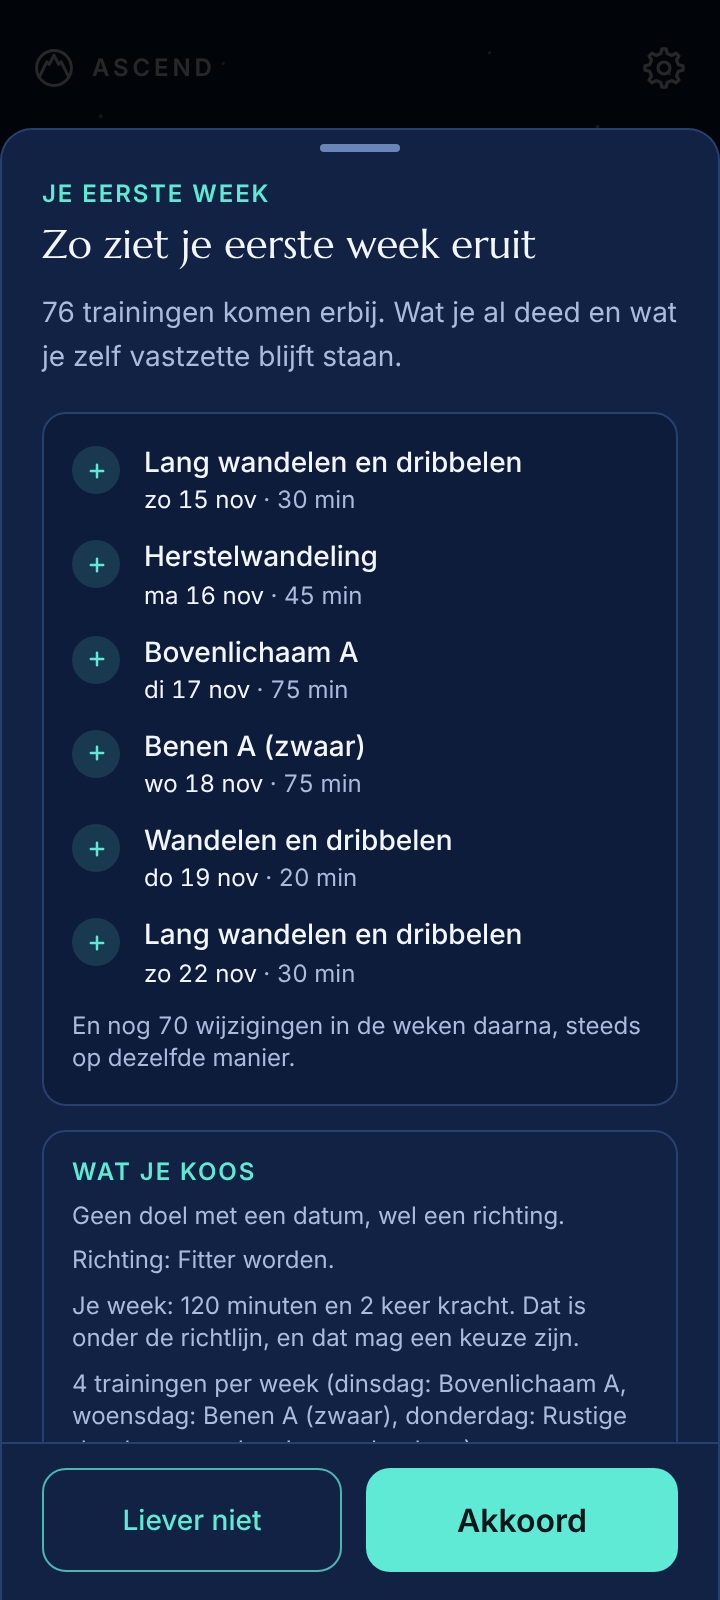 ASCEND
JE EERSTE WEEK
Zo ziet je eerste week eruit
76 trainingen komen erbij. Wat je al deed en wat
je zelf vastzette blijft staan.
Lang wandelen en dribbelen
zo 15 nov · 30 min
Herstelwandeling
ma 16 nov · 45 min
Bovenlichaam A
di 17 nov · 75 min
Benen A (zwaar)
wo 18 nov · 75 min
Wandelen en dribbelen
do 19 nov · 20 min
Lang wandelen en dribbelen
zo 22 nov · 30 min
En nog 70 wijzigingen in de weken daarna, steeds
op dezelfde manier.
WAT JE KOOS
Geen doel met een datum, wel een richting.
Richting: Fitter worden.
Je week: 120 minuten en 2 keer kracht. Dat is
onder de richtlijn, en dat mag een keuze zijn.
4 trainingen per week (dinsdag: Bovenlichaam A,
woensdag: Benen A (zwaar), donderdag: Rustige
Liever niet
Akkoord